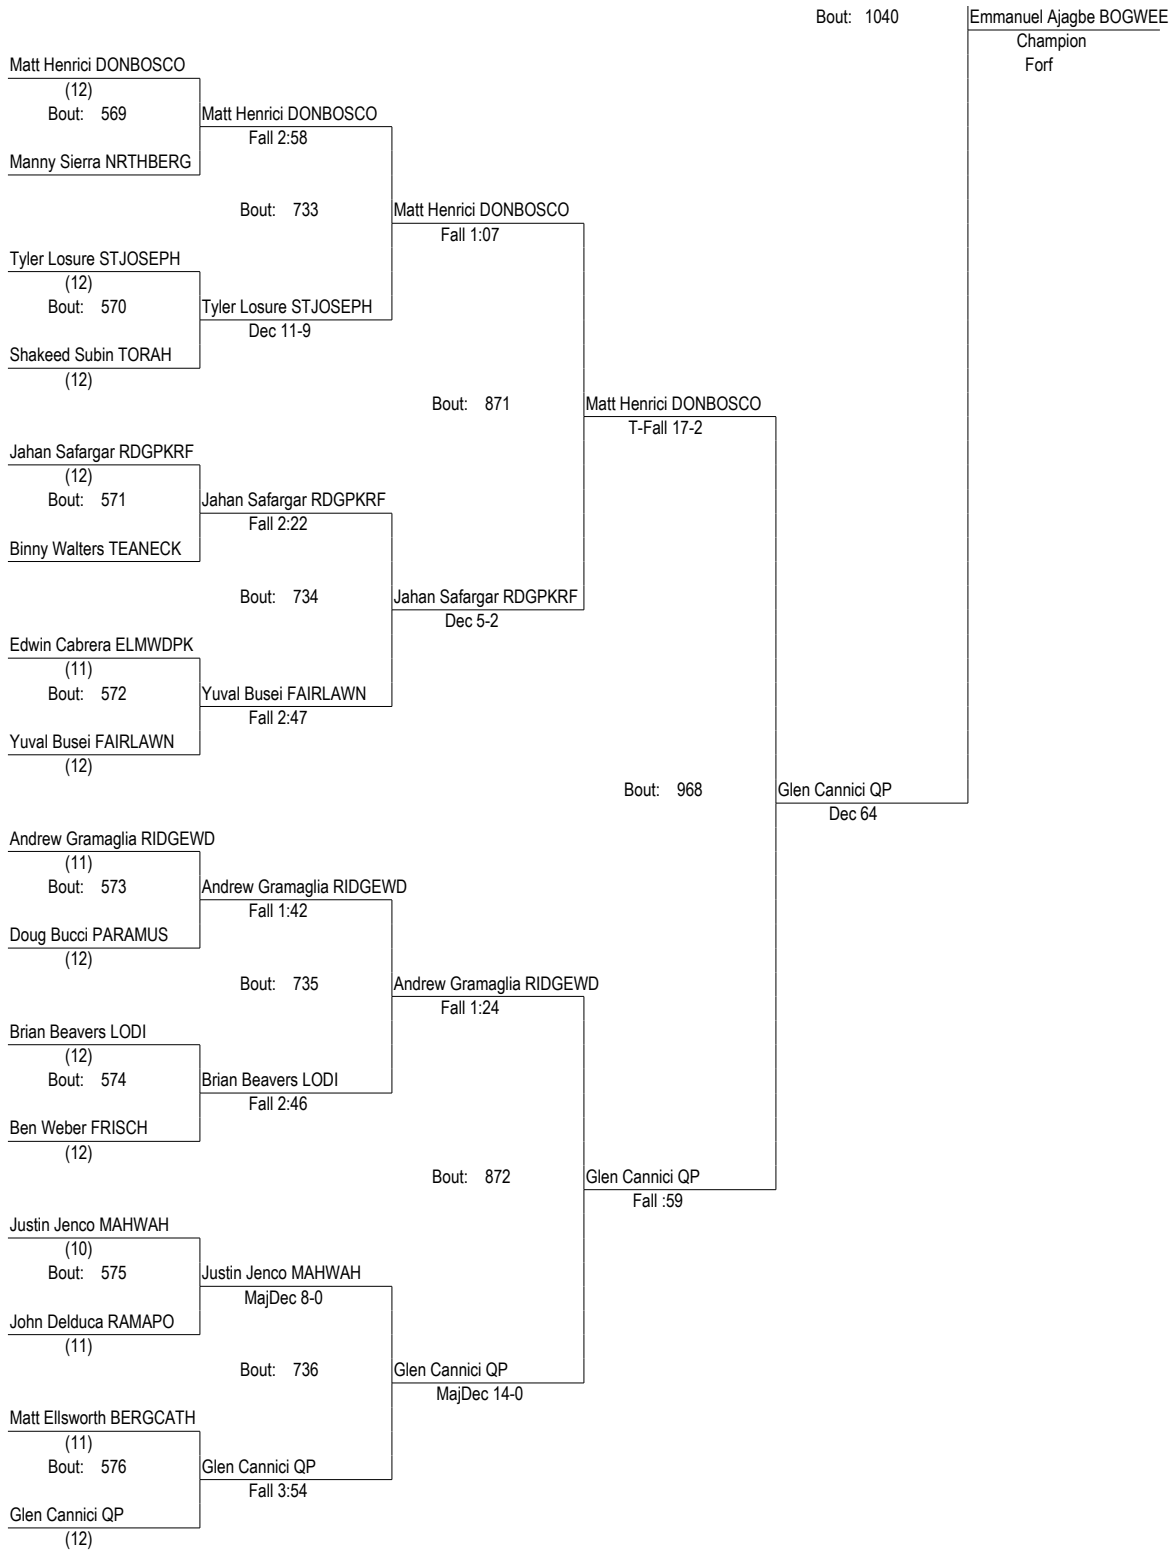 Bout: 1040
Emmanuel Ajagbe BOGWEE
Champion
Forf
Matt Henrici DONBOSCO
(12)
Bout: 569
Matt Henrici DONBOSCO
Fall 2:58
Manny Sierra NRTHBERG
Bout: 733
Matt Henrici DONBOSCO
Fall 1:07
Tyler Losure STJOSEPH
(12)
Bout: 570
Tyler Losure STJOSEPH
Dec 11-9
Shakeed Subin TORAH
(12)
Bout: 871
Matt Henrici DONBOSCO
T-Fall 17-2
Jahan Safargar RDGPKRF
(12)
Bout: 571
Jahan Safargar RDGPKRF
Fall 2:22
Binny Walters TEANECK
Bout: 734
Jahan Safargar RDGPKRF
Dec 5-2
Edwin Cabrera ELMWDPK
(11)
Bout: 572
Yuval Busei FAIRLAWN
Fall 2:47
Yuval Busei FAIRLAWN
(12)
Bout: 968
Glen Cannici QP
Dec 64
Andrew Gramaglia RIDGEWD
(11)
Bout: 573
Andrew Gramaglia RIDGEWD
Fall 1:42
Doug Bucci PARAMUS
(12)
Bout: 735
Andrew Gramaglia RIDGEWD
Fall 1:24
Brian Beavers LODI
(12)
Bout: 574
Brian Beavers LODI
Fall 2:46
Ben Weber FRISCH
(12)
Bout: 872
Glen Cannici QP
Fall :59
Justin Jenco MAHWAH
(10)
Bout: 575
Justin Jenco MAHWAH
MajDec 8-0
John Delduca RAMAPO
(11)
Bout: 736
Glen Cannici QP
MajDec 14-0
Matt Ellsworth BERGCATH
(11)
Bout: 576
Glen Cannici QP
Fall 3:54
Glen Cannici QP
(12)